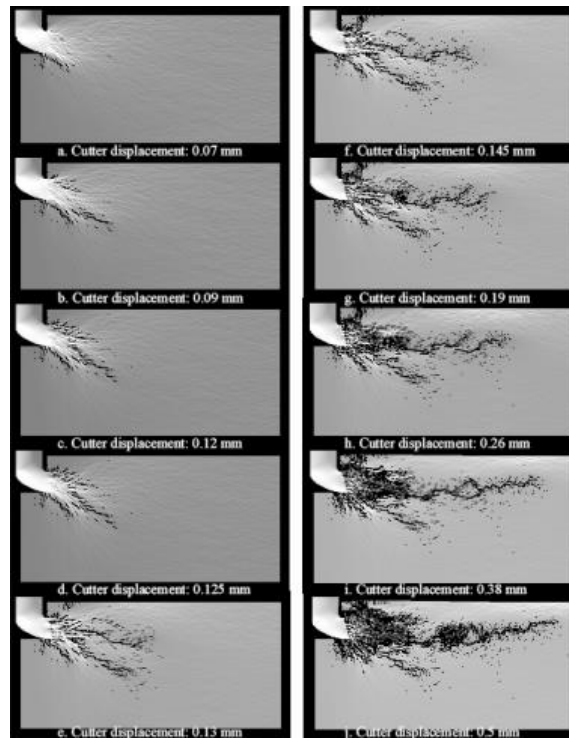 a. Cutter displacement: 0.07 mm
b. Cutter displacement: 0.09 mm
c. Cutter displacement: 0.12 mm
d. Cutter displacement: 0.125 mm
e. Cutter displacement: 0.13 mm
f. Cutter displacement: 0.145 mm
g. Cutter displacement: 0.19 mm
h. Cutter displacement: 0.26 mm
i. Cutter displacement: 0.38 mm
j. Cutter displacement: 0.5 mm